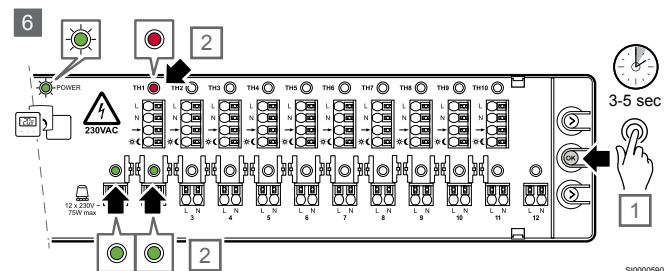 6
2
POWER
TH1 TH2 TH3 TH4 TH5 TH6 TH7 TH8 TH9 TH10
3-5 sec
230VAC
L
N
OK
1
12 x 230V ~
75W max
L N L N L N L N L N L N L N L N L N L N
3 4 5 6 7 8 9 10 11 12
2
SI0000590